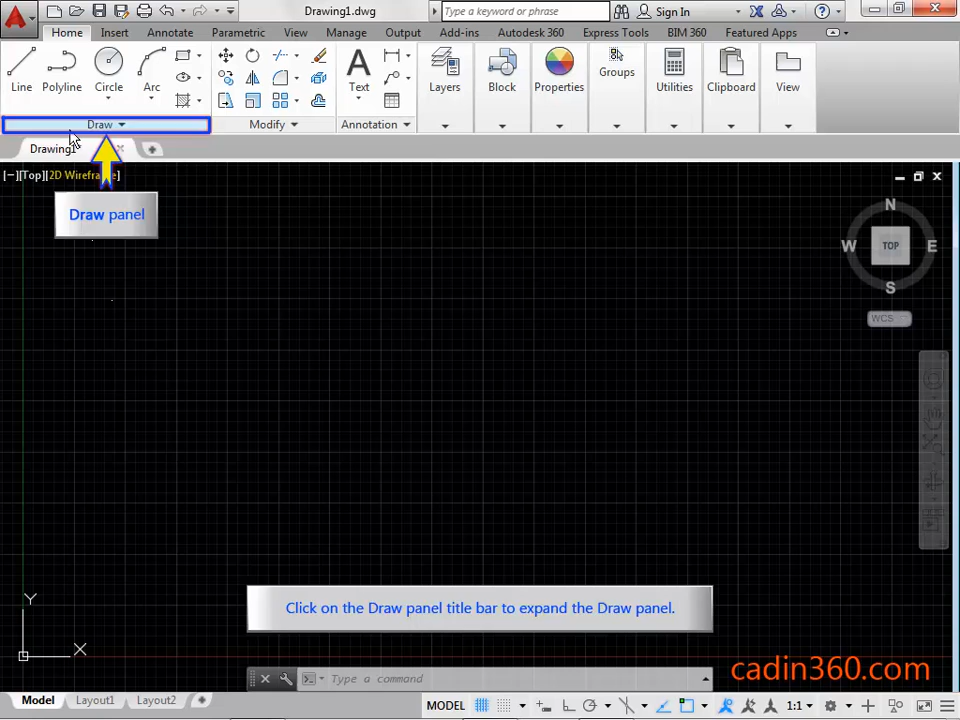 Drawing1.dwg
Type a keyword or phrase
Sign In
Home Insert Annotate Parametric View Manage Output Add-ins Autodesk 360 Express Tools BIM 360 Featured Apps
Line Polyline Circle Arc
Text
Layers Block Properties Groups Utilities Clipboard View
Draw Modify Annotation
Drawing1
[−][Top][2D Wireframe]
Draw panel
N
W TOP E
S
WCS
Click on the Draw panel title bar to expand the Draw panel.
Y
X
Type a command
cadin360.com
Model Layout1 Layout2
MODEL 1:1